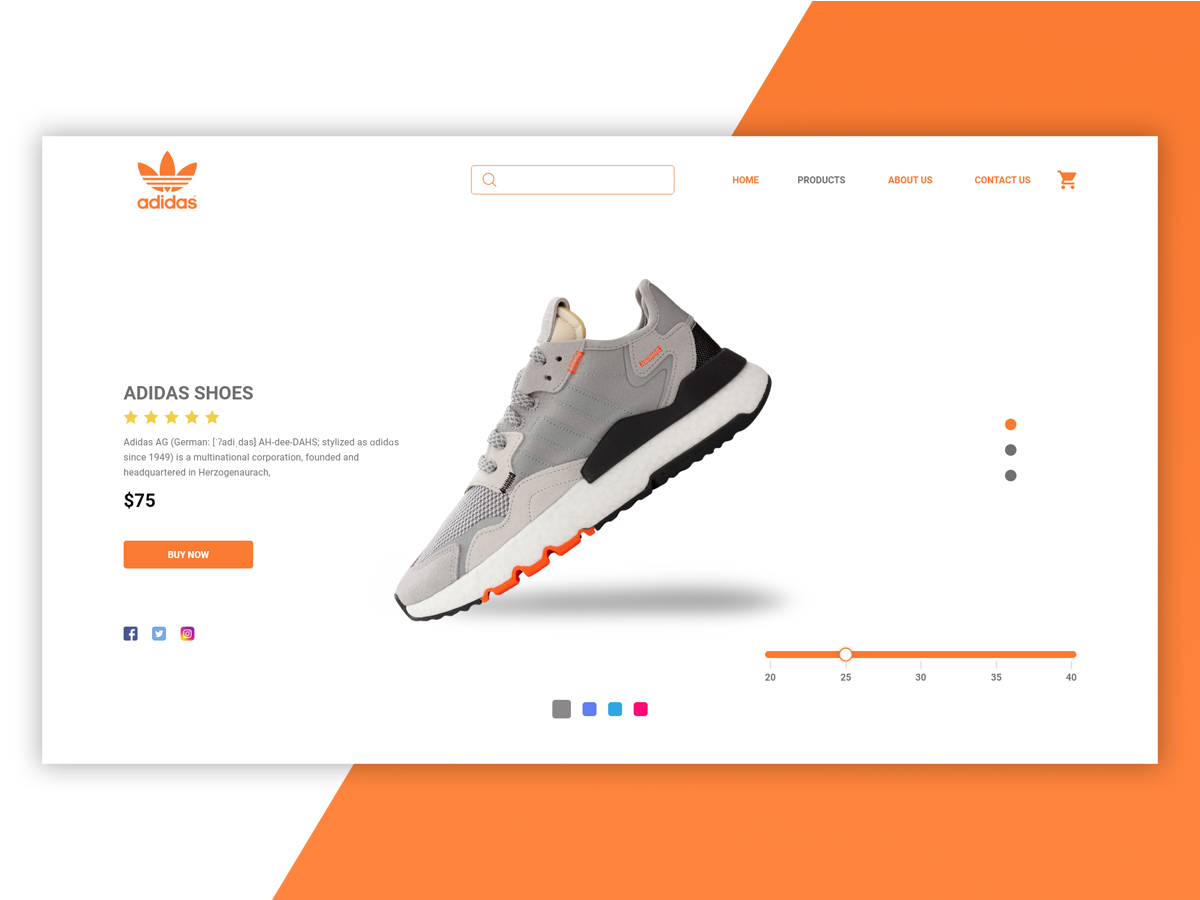 adidas
HOME PRODUCTS ABOUT US CONTACT US
ADIDAS SHOES
Adidas AG (German: [ˈʔadiˌdas] AH-dee-DAHS; stylized as ɑdidɑs
since 1949) is a multinational corporation, founded and
headquartered in Herzogenaurach,
$75
BUY NOW
20 25 30 35 40